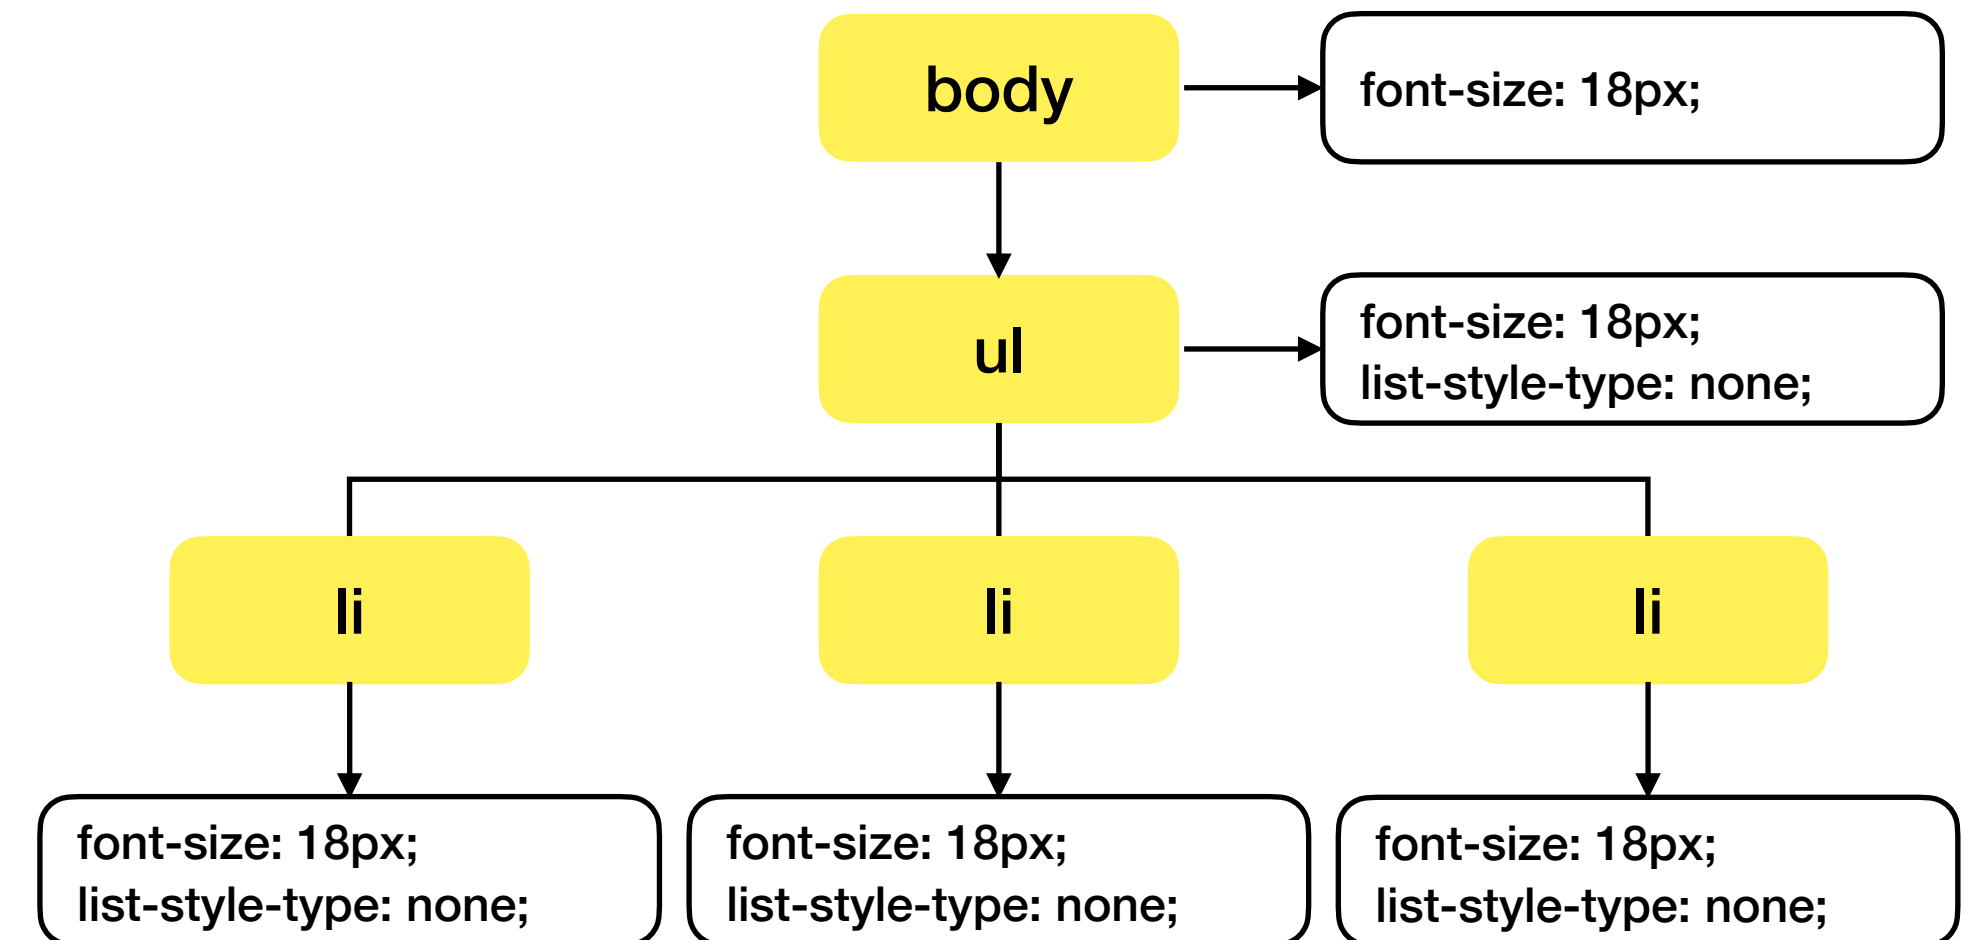 body
font-size: 18px;
ul
font-size: 18px;
list-style-type: none;
li
li
li
font-size: 18px;
list-style-type: none;
font-size: 18px;
list-style-type: none;
font-size: 18px;
list-style-type: none;